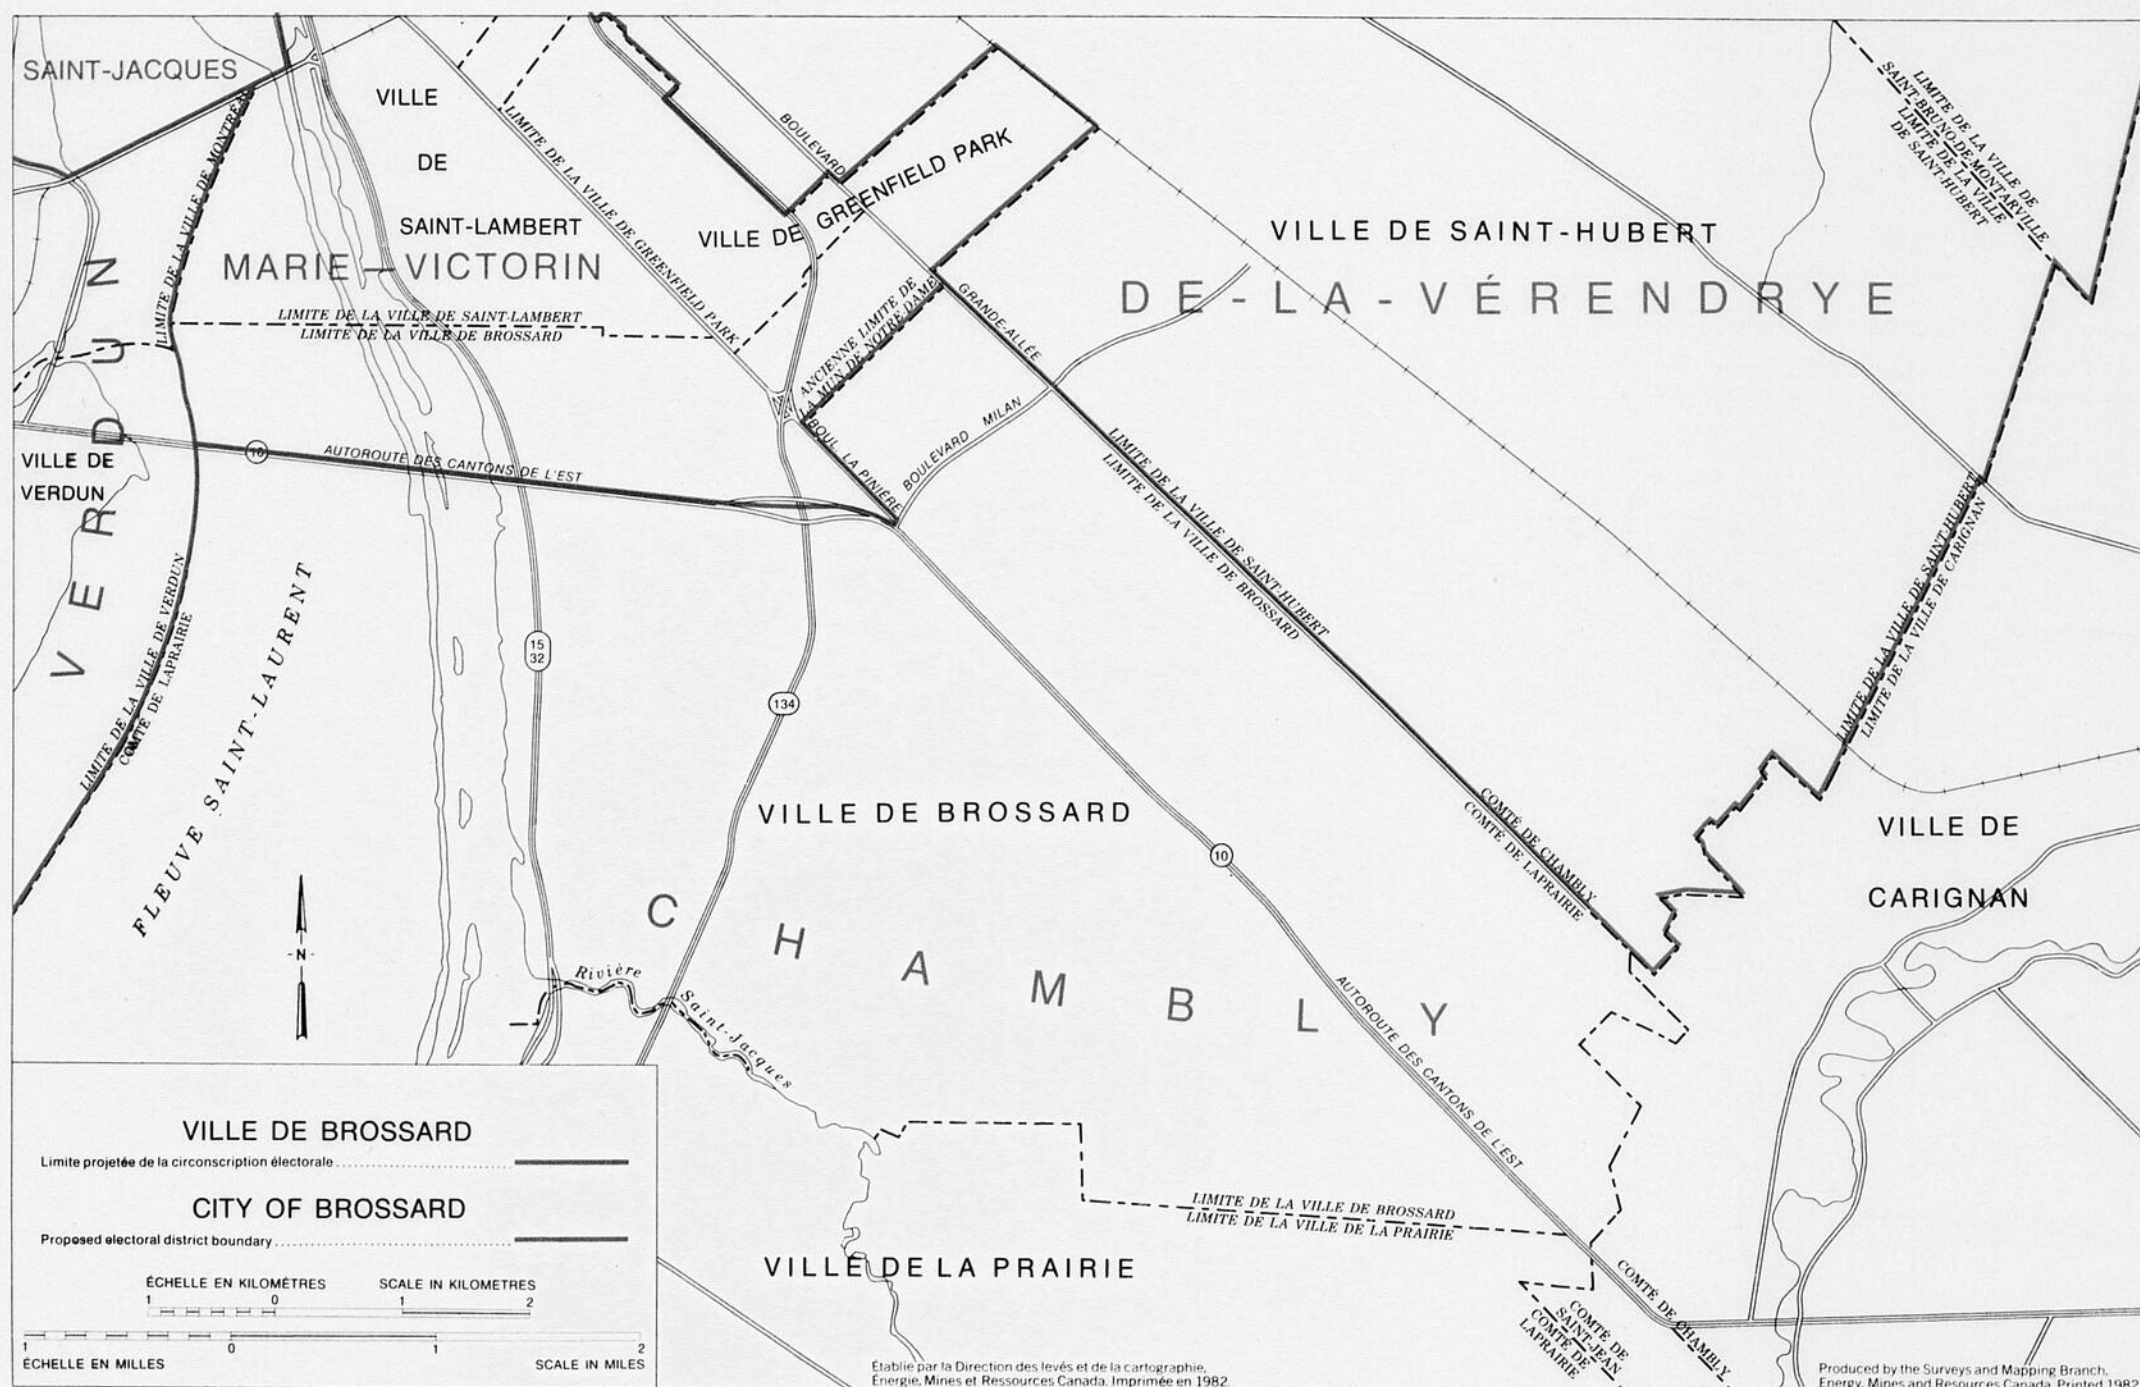 SAINT-JACQUES
VILLE
DE
SAINT-LAMBERT
MARIE-VICTORIN
LIMITE DE LA VILLE DE MONTRÉAL
LIMITE DE LA VILLE DE SAINT-LAMBERT
LIMITE DE LA VILLE DE BROSSARD
LIMITE DE LA VILLE DE GREENFIELD PARK
BOULEVARD
VILLE DE GREENFIELD PARK
ANCIENNE LIMITE DE
LA MUN. DE NOTRE-DAME
GRANDE-ALLÉE
VILLE DE SAINT-HUBERT
DE-LA-VÉRENDRYE
LIMITE DE LA VILLE DE
SAINT-BRUNO-DE-MONTARVILLE
LIMITE DE LA VILLE
DE SAINT-HUBERT
VERDUN
VILLE DE
VERDUN
10
AUTOROUTE DES CANTONS DE L'EST
BOUL. LA PINIÈRE
BOULEVARD MILAN
LIMITE DE LA VILLE DE SAINT-HUBERT
LIMITE DE LA VILLE DE BROSSARD
LIMITE DE LA VILLE DE SAINT-HUBERT
LIMITE DE LA VILLE DE CARIGNAN
LIMITE DE LA VILLE DE VERDUN
COMTÉ DE LAPRAIRIE
FLEUVE SAINT-LAURENT
15
32
134
VILLE DE BROSSARD
10
COMTÉ DE CHAMBLY
COMTÉ DE LAPRAIRIE
VILLE DE
CARIGNAN
CHAMBLY
-N-
Rivière
Saint-Jacques
AUTOROUTE DES CANTONS DE L'EST
LIMITE DE LA VILLE DE BROSSARD
LIMITE DE LA VILLE DE LA PRAIRIE
VILLE DE LA PRAIRIE
COMTÉ DE CHAMBLY
COMTÉ DE
SAINT-JEAN
COMTÉ DE
LAPRAIRIE
VILLE DE BROSSARD
Limite projetée de la circonscription électorale
CITY OF BROSSARD
Proposed electoral district boundary
ÉCHELLE EN KILOMÈTRES SCALE IN KILOMETRES
1 0 1 2
1 0 1 2
ÉCHELLE EN MILLES SCALE IN MILES
Établie par la Direction des levés et de la cartographie,
Énergie, Mines et Ressources Canada. Imprimée en 1982.
Produced by the Surveys and Mapping Branch,
Energy, Mines and Resources Canada. Printed 1982